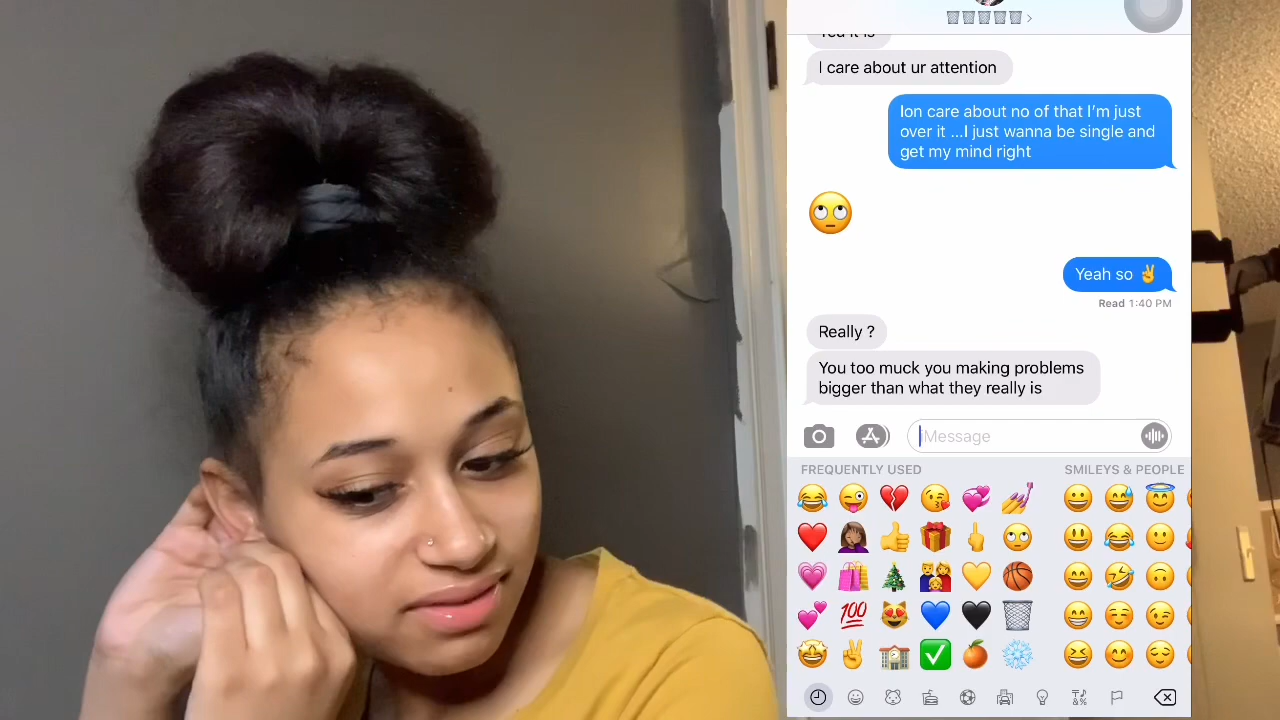 🗑🗑🗑🗑🗑 >
I care about ur attention
Ion care about no of that I'm just
over it ...I just wanna be single and
get my mind right
🙄
Yeah so ✌️
Read 1:40 PM
Really ?
You too muck you making problems
bigger than what they really is
Message
FREQUENTLY USED
SMILEYS & PEOPLE
💯